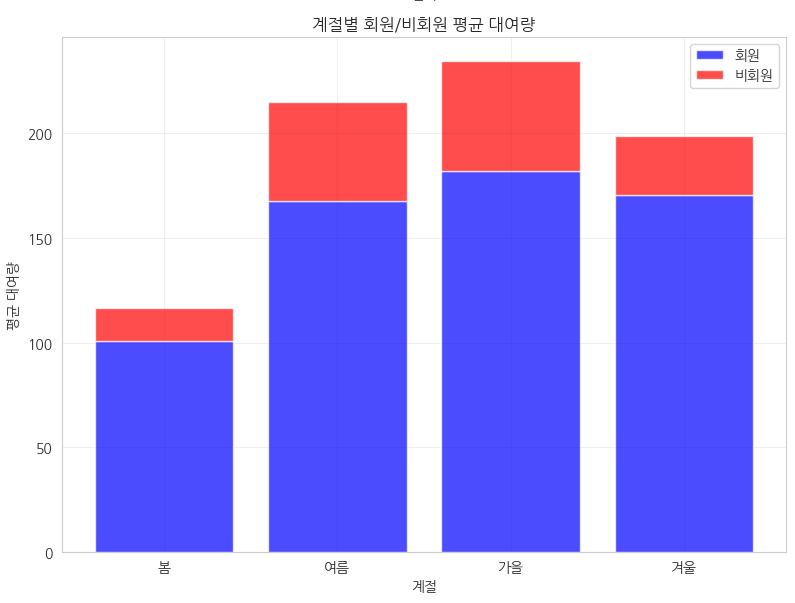 계절별 회원/비회원 평균 대여량
회원
비회원
평균 대여량
200
150
100
50
0
봄
여름
가을
겨울
계절